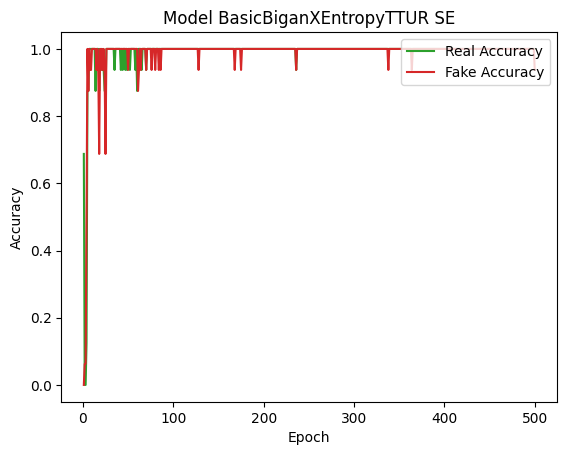 Model BasicBiganXEntropyTTUR SE
Real Accuracy
Fake Accuracy
Accuracy
1.0
0.8
0.6
0.4
0.2
0.0
0 100 200 300 400 500
Epoch